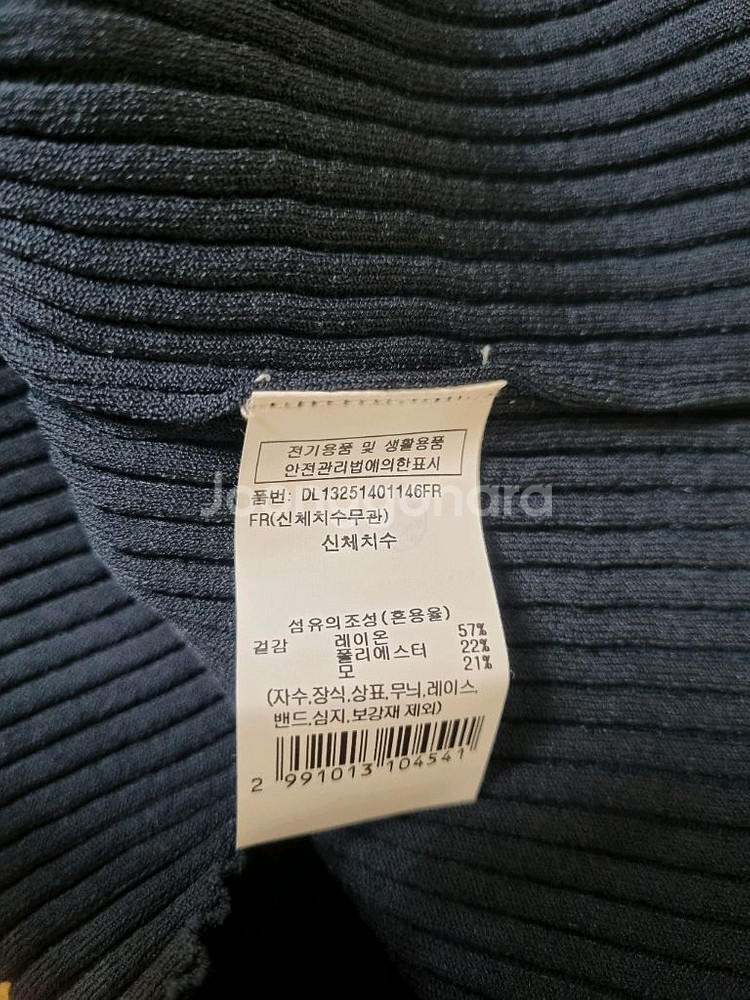 전기용품 및 생활용품
안전관리법에의한표시
품번: DL13251401146FR
FR(신체치수무관)
신체치수
섬유의조성(혼용율)
겉감 레이온 57%
폴리에스터 22%
모 21%
(자수,장식,상표,무늬,레이스,
밴드,심지,보강재 제외)
2 991013 104541
Joonggonara